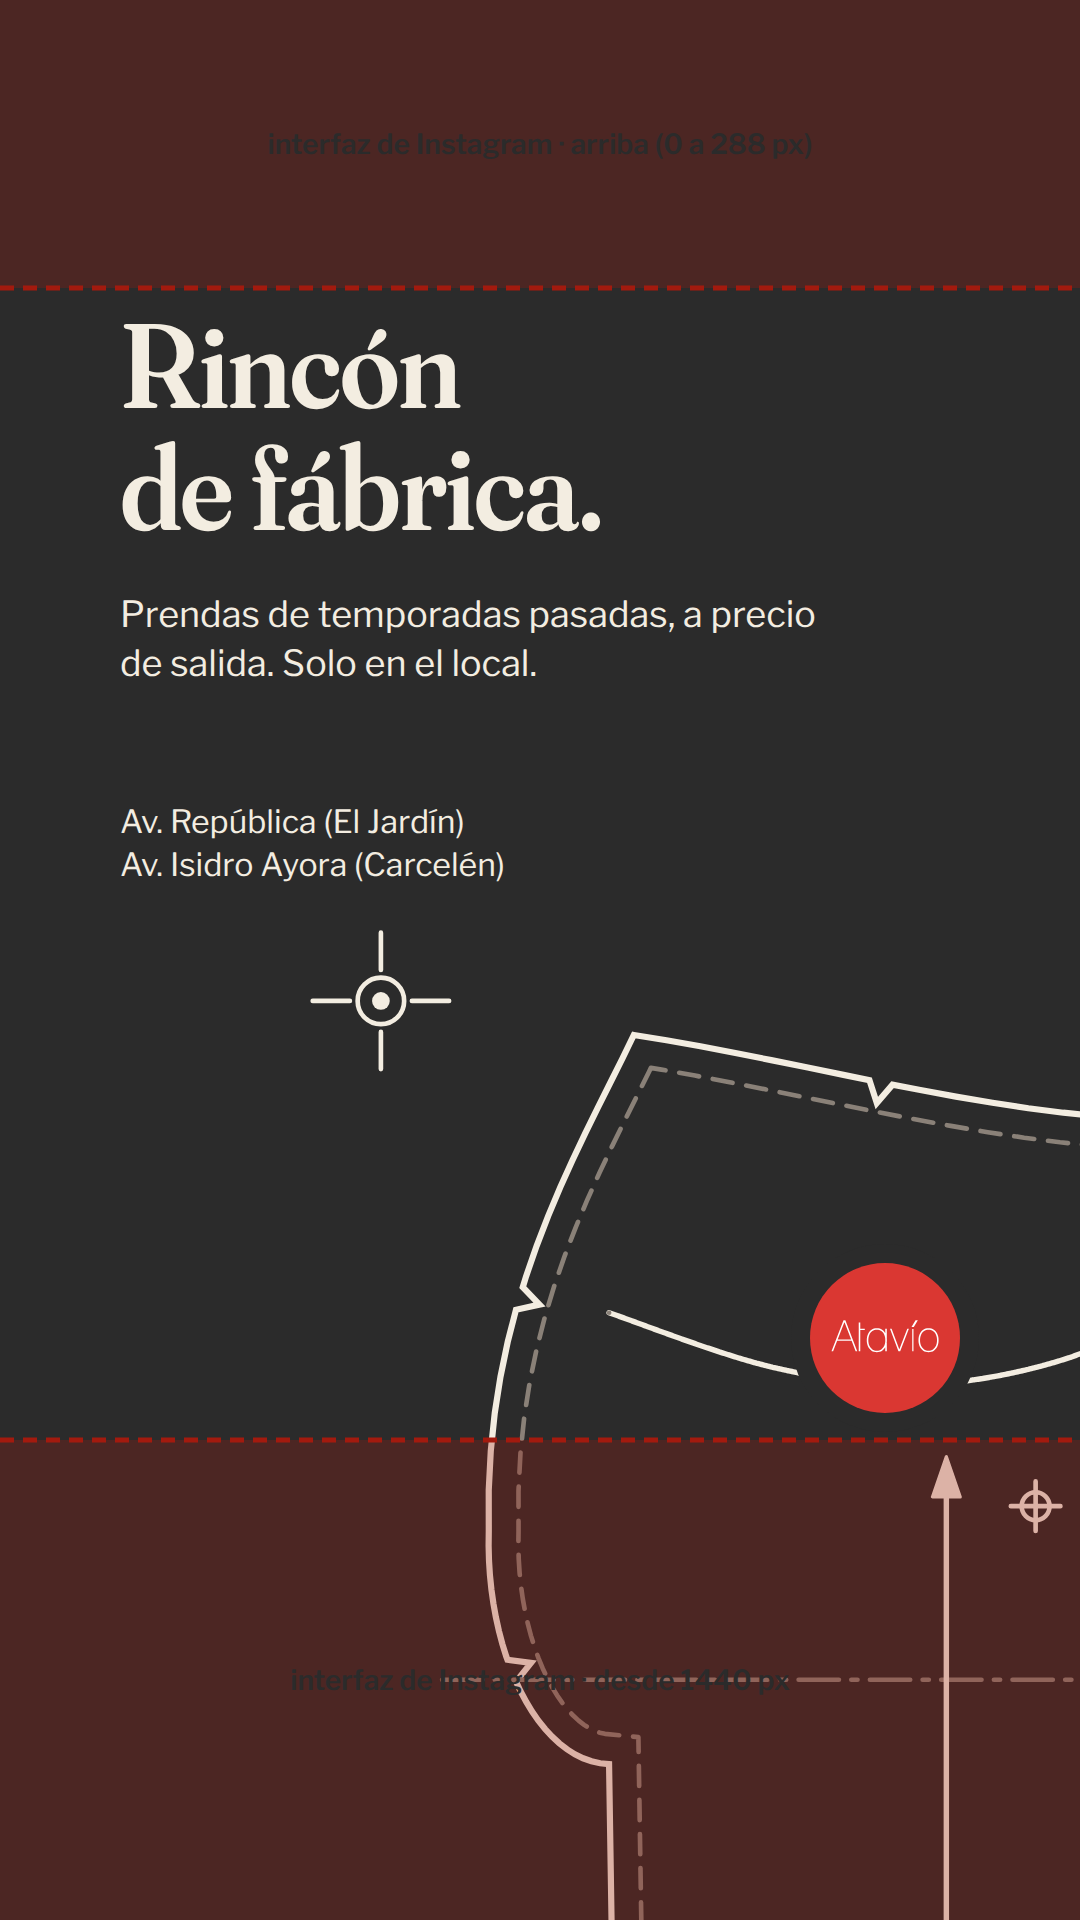 interfaz de Instagram · arriba (0 a 288 px)
Rincón
de fábrica.
Prendas de temporadas pasadas, a precio
de salida. Solo en el local.
Av. República (El Jardín)
Av. Isidro Ayora (Carcelén)
Atavío
interfaz de Instagram · desde 1440 px